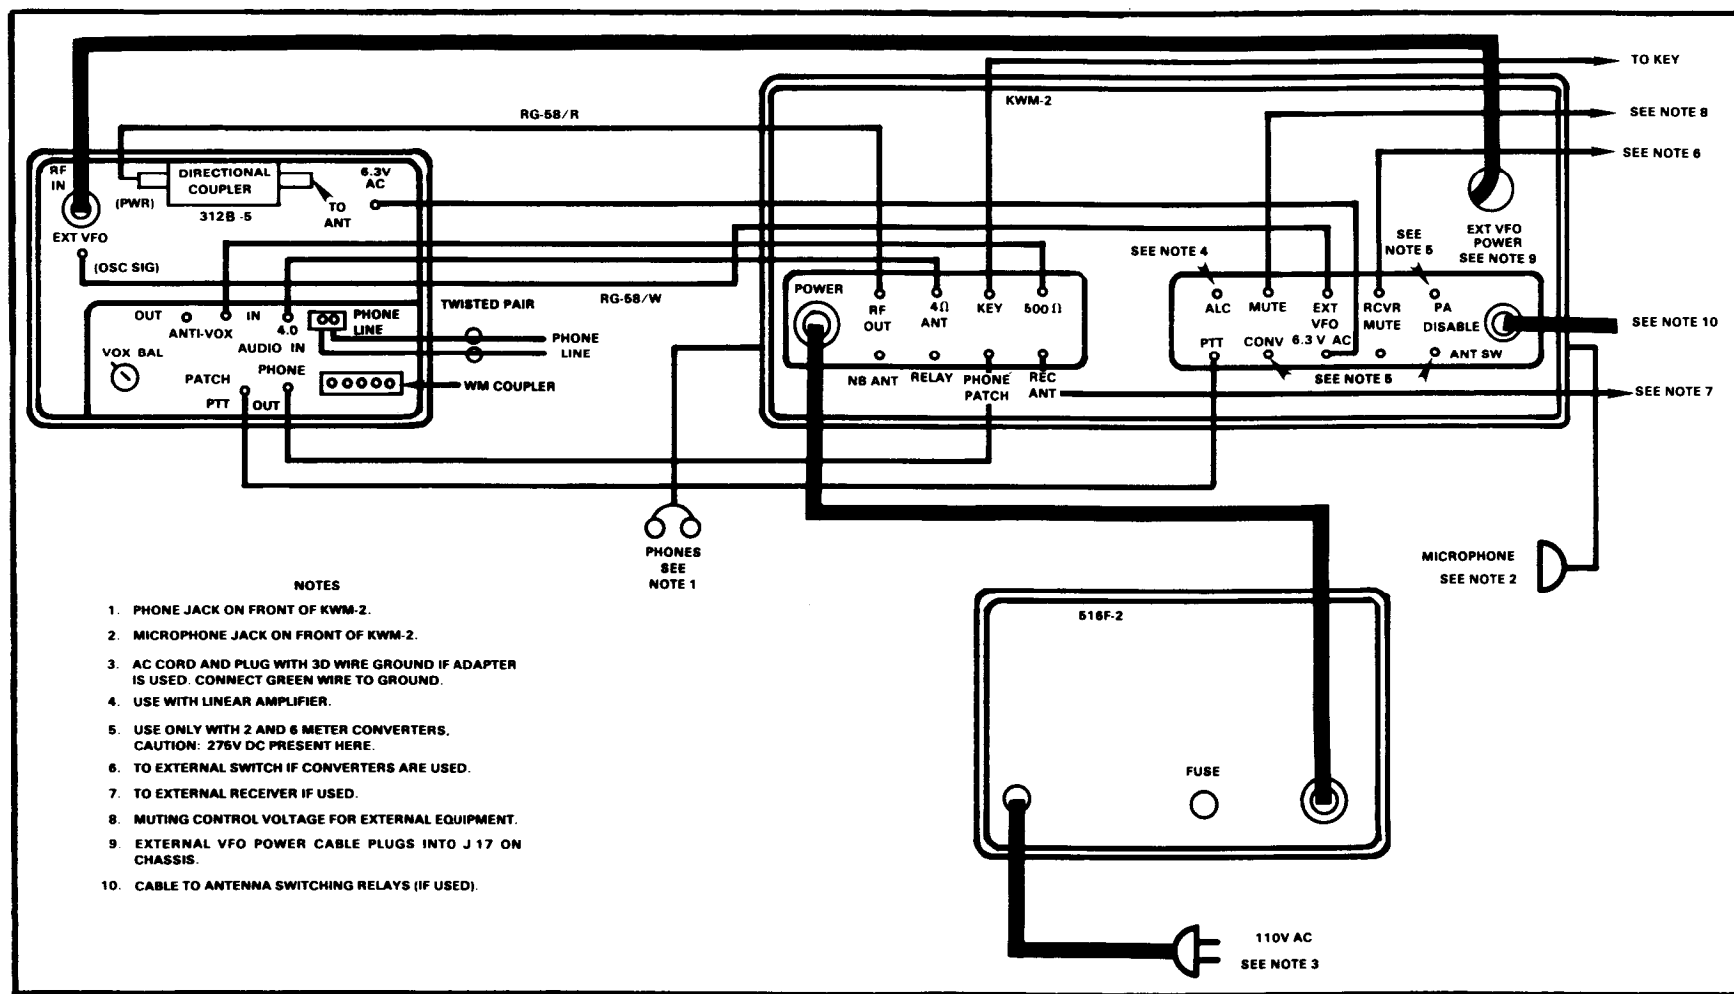 TO KEY
KWM-2
RG-58/R
SEE NOTE 8
SEE NOTE 6
RF
IN
DIRECTIONAL
COUPLER
6.3V
AC
(PWR)
312B -5
TO
ANT
EXT VFO
(OSC SIG)
EXT VFO
POWER
SEE NOTE 9
SEE
NOTE 5
SEE NOTE 4
RG-58/W
TWISTED PAIR
POWER
RF
OUT
4Ω
ANT
KEY
500 Ω
NB ANT
RELAY
PHONE
PATCH
REC
ANT
ALC
MUTE
EXT
VFO
6.3 V AC
RCVR
MUTE
PA
DISABLE
PTT
CONV
ANT SW
SEE NOTE 5
SEE NOTE 10
SEE NOTE 7
OUT
IN
ANTI-VOX
4.0
AUDIO IN
PHONE
LINE
PHONE
LINE
VOX BAL
PATCH
PHONE
PTT
OUT
WM COUPLER
PHONES
SEE
NOTE 1
MICROPHONE
SEE NOTE 2
516F-2
FUSE
110V AC
SEE NOTE 3
NOTES
1. PHONE JACK ON FRONT OF KWM-2.
2. MICROPHONE JACK ON FRONT OF KWM-2.
3. AC CORD AND PLUG WITH 3D WIRE GROUND IF ADAPTER
IS USED. CONNECT GREEN WIRE TO GROUND.
4. USE WITH LINEAR AMPLIFIER.
5. USE ONLY WITH 2 AND 6 METER CONVERTERS,
CAUTION: 275V DC PRESENT HERE.
6. TO EXTERNAL SWITCH IF CONVERTERS ARE USED.
7. TO EXTERNAL RECEIVER IF USED.
8. MUTING CONTROL VOLTAGE FOR EXTERNAL EQUIPMENT.
9. EXTERNAL VFO POWER CABLE PLUGS INTO J 17 ON
CHASSIS.
10. CABLE TO ANTENNA SWITCHING RELAYS (IF USED).